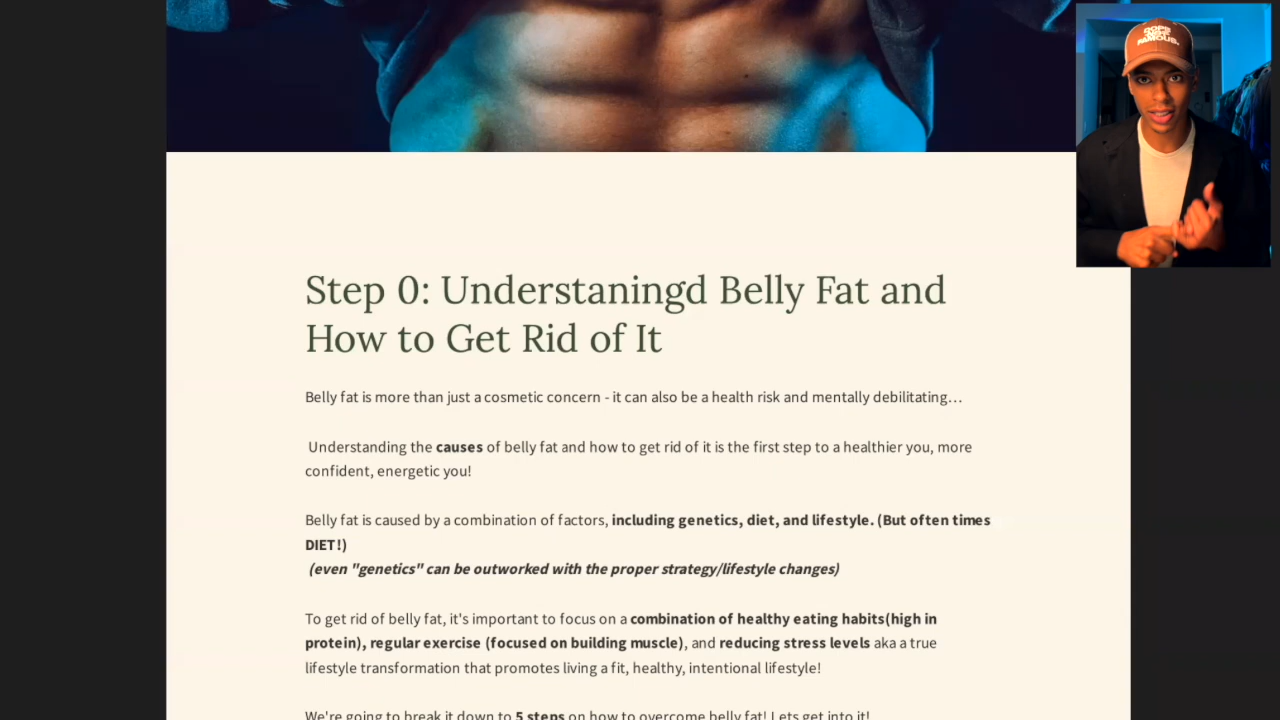 DOPE
NOT
FAMOUS.
Step 0: Understaningd Belly Fat and
How to Get Rid of It
Belly fat is more than just a cosmetic concern - it can also be a health risk and mentally debilitating…
Understanding the causes of belly fat and how to get rid of it is the first step to a healthier you, more
confident, energetic you!
Belly fat is caused by a combination of factors, including genetics, diet, and lifestyle. (But often times
DIET!)
(even "genetics" can be outworked with the proper strategy/lifestyle changes)
To get rid of belly fat, it's important to focus on a combination of healthy eating habits(high in
protein), regular exercise (focused on building muscle), and reducing stress levels aka a true
lifestyle transformation that promotes living a fit, healthy, intentional lifestyle!
We're going to break it down to 5 steps on how to overcome belly fat! Lets get into it!